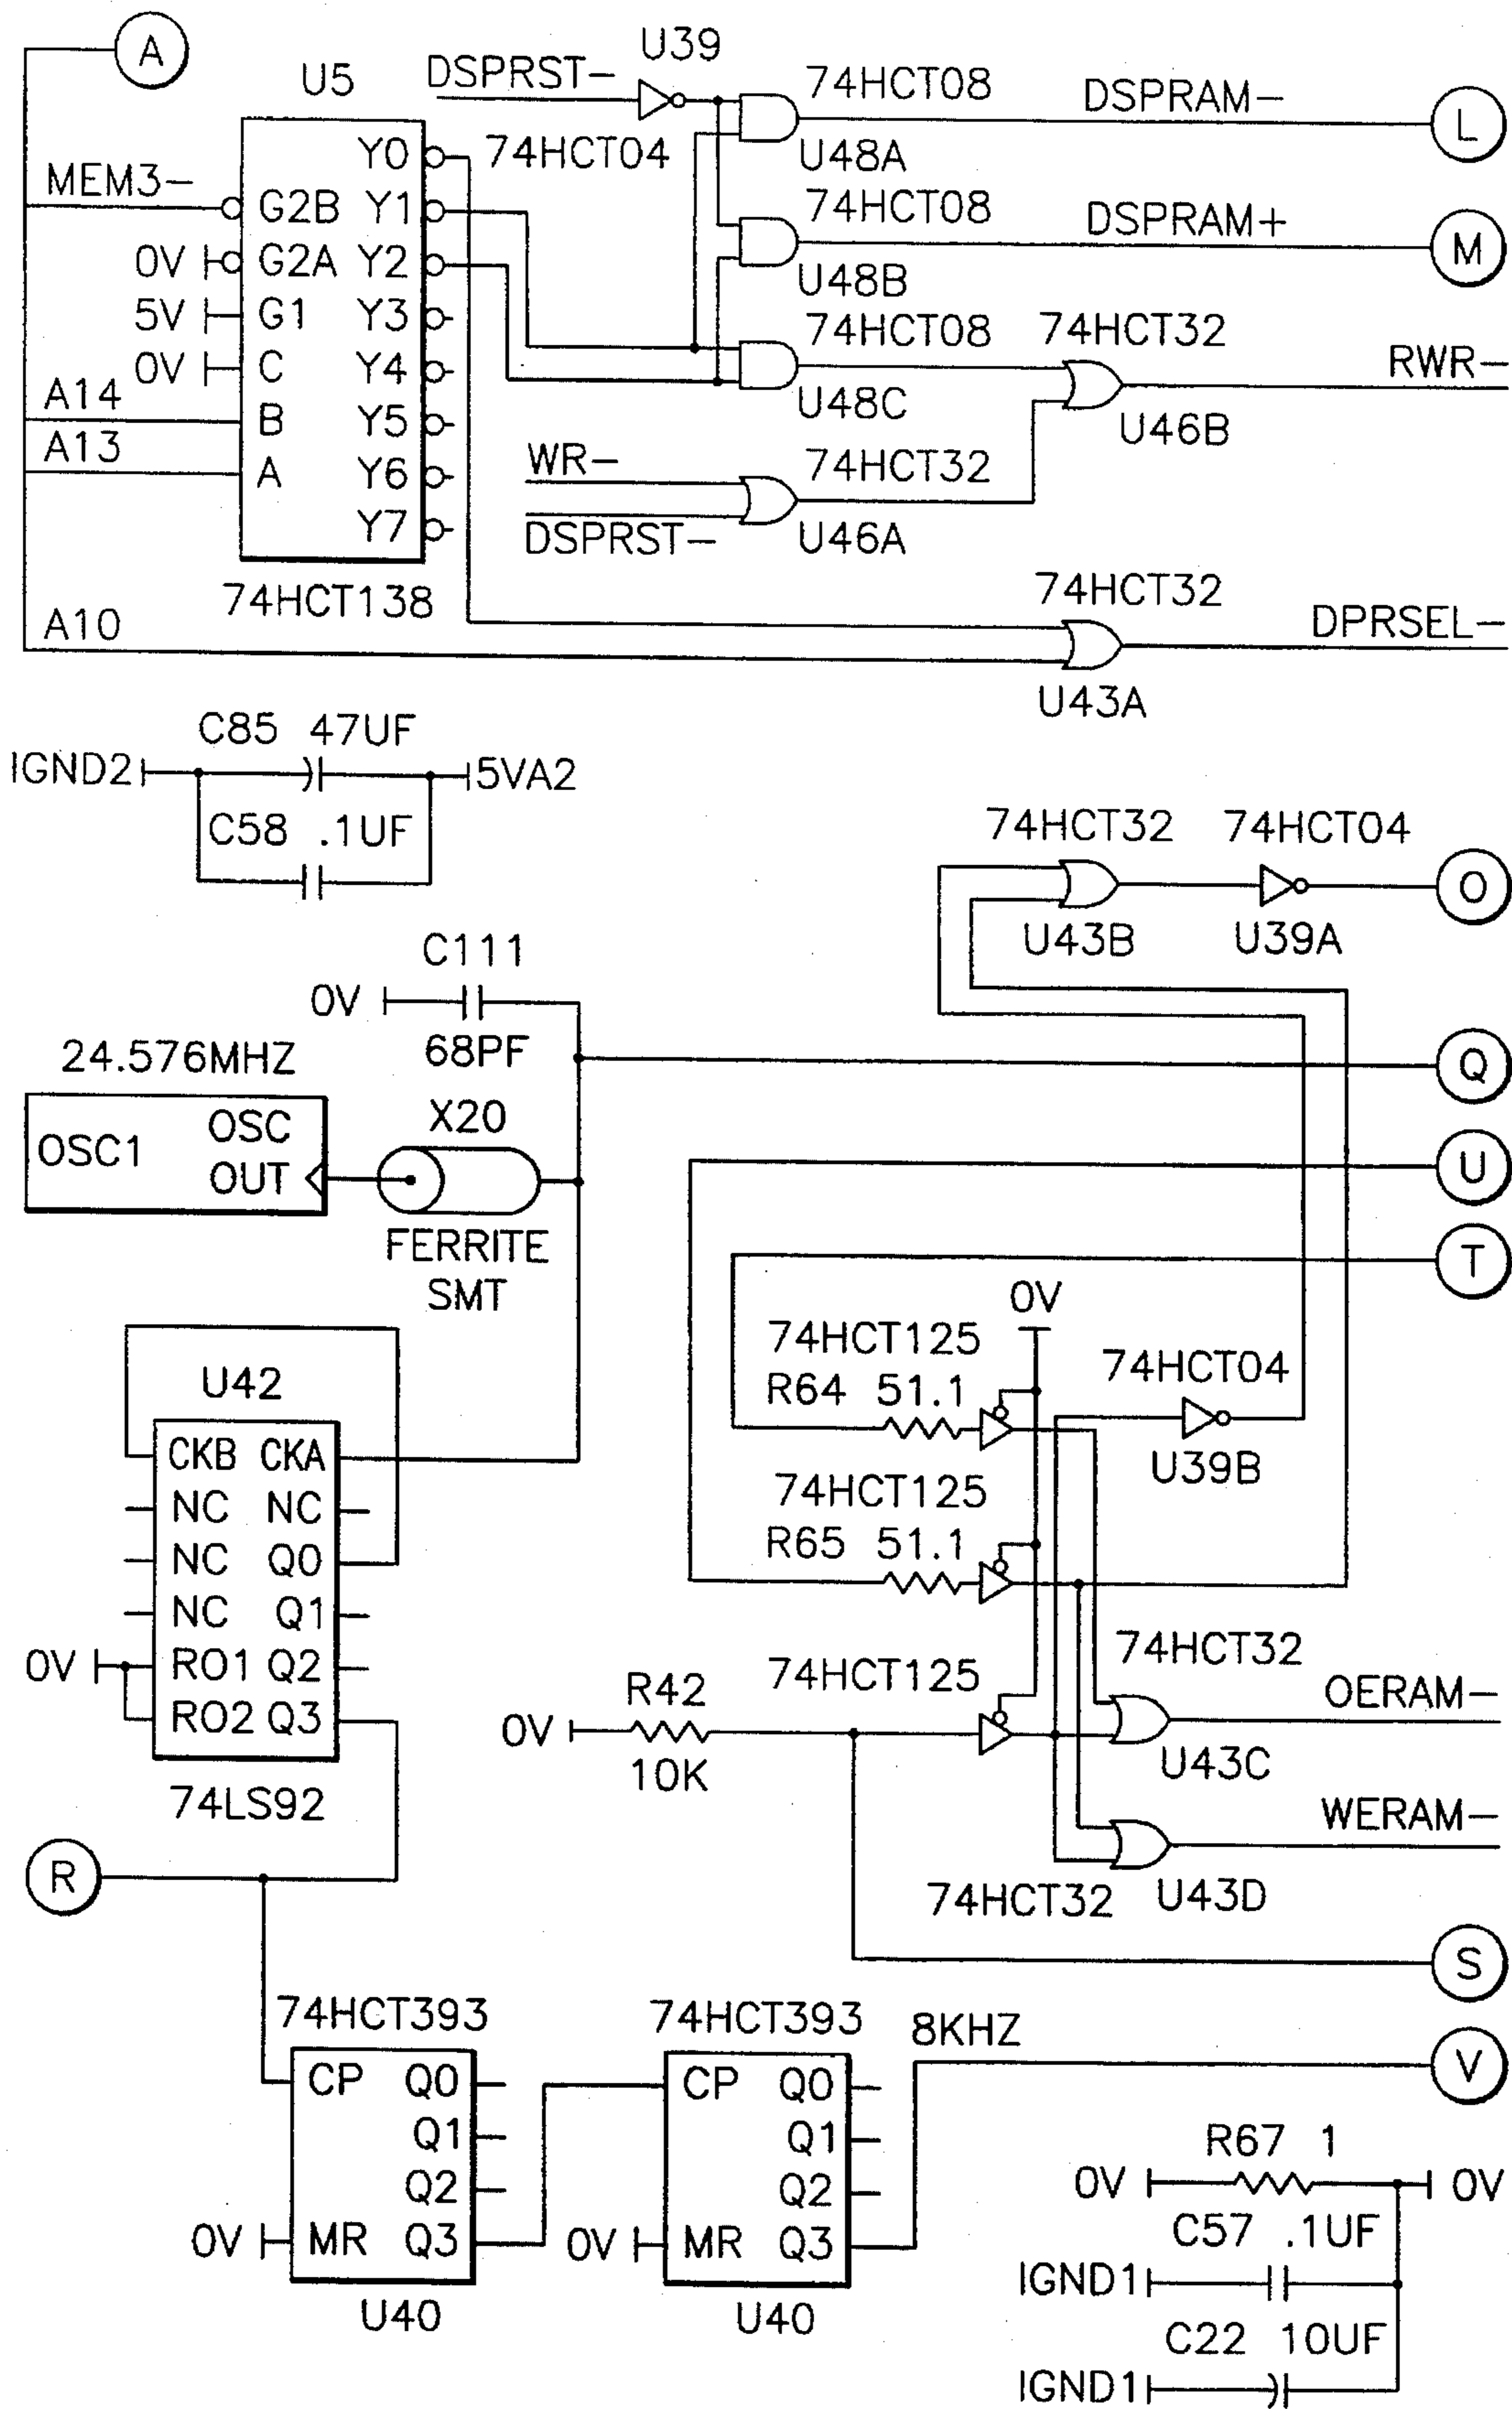 A
U5
DSPRST-
U39
74HCT04
74HCT08
U48A
DSPRAM-
L
74HCT08
U48B
DSPRAM+
M
74HCT08
U48C
74HCT32
U46B
RWR-
MEM3-
0V
5V
0V
A14
A13
G2B Y1
Y0
G2A Y2
G1 Y3
C Y4
B Y5
A Y6
Y7
74HCT138
WR-
DSPRST-
74HCT32
U46A
A10
74HCT32
U43A
DPRSEL-
C85 47UF
IGND2
5VA2
C58 .1UF
74HCT32
U43B
74HCT04
U39A
O
C111
0V
68PF
Q
24.576MHZ
OSC1
OSC
OUT
X20
FERRITE
SMT
U
T
0V
74HCT125
R64 51.1
74HCT04
U39B
74HCT125
R65 51.1
U42
CKB CKA
NC NC
NC Q0
NC Q1
0V
RO1 Q2
RO2 Q3
74LS92
R42
0V
10K
74HCT125
74HCT32
U43C
OERAM-
74HCT32
U43D
WERAM-
R
S
74HCT393
CP Q0
Q1
Q2
0V
MR Q3
U40
74HCT393
CP Q0
Q1
Q2
0V
MR Q3
U40
8KHZ
V
R67 1
0V
0V
C57 .1UF
IGND1
C22 10UF
IGND1